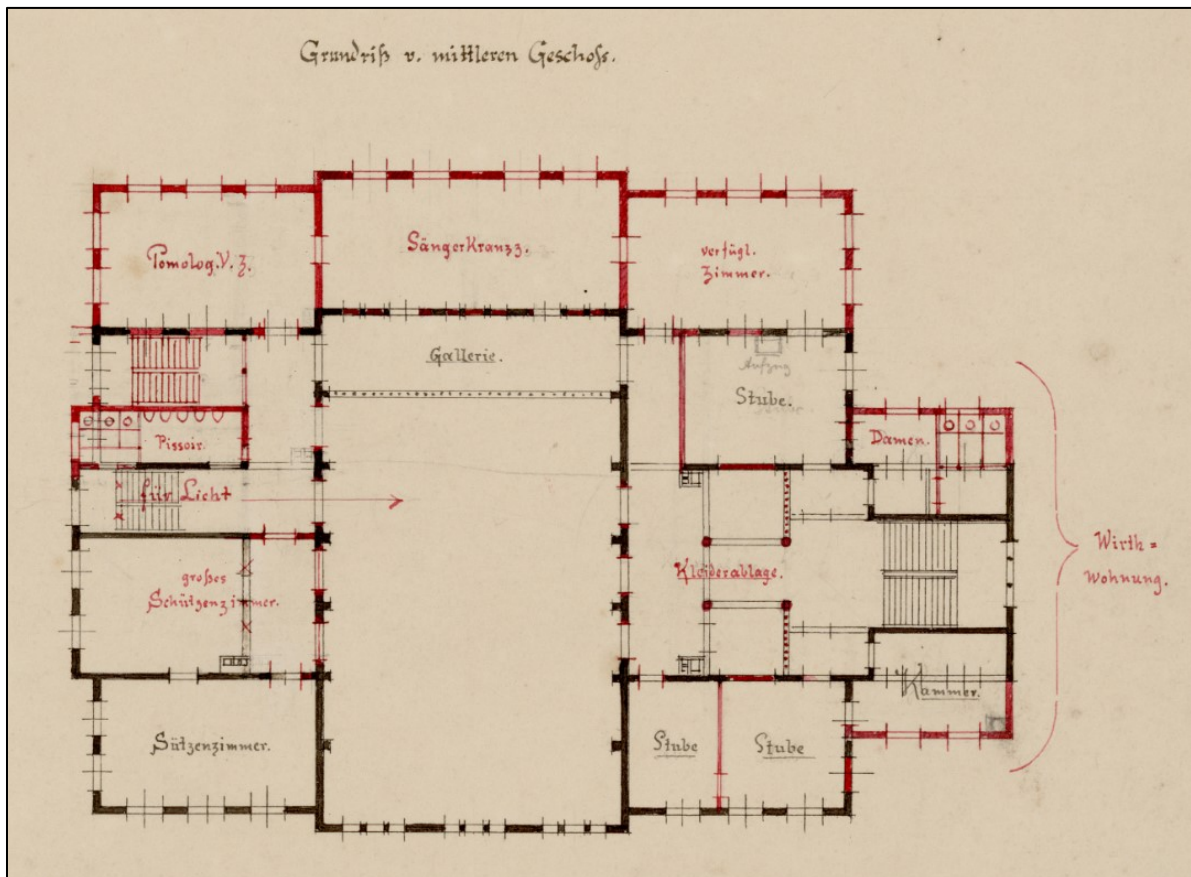 Grundriß v. mittleren Geschoß.
Pomolog. V. Z.
Sängerkranzz.
verfügl.
Zimmer.
Gallerie.
Aufzug
Stube.
Pissoir.
Damen.
für Licht
großes
Schützenzimmer.
Kleiderablage.
Wirth=
Wohnung.
Kammer.
Sützenzimmer.
Stube
Stube